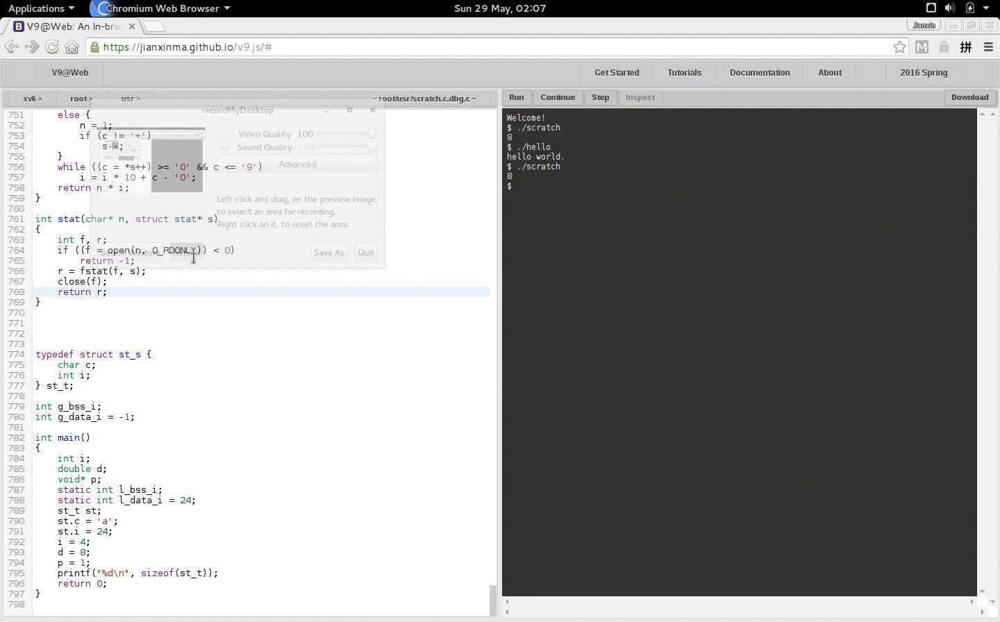 Applications
Chromium Web Browser
Sun 29 May, 02:07
V9@Web: An In-bro
Jianxin
https://jianxinma.github.io/v9.js/#
M
拼
V9@Web
Get Started
Tutorials
Documentation
About
2016 Spring
xv6 >
root >
usr >
~ root/usr/scratch.c.dbg.c ~
Run
Continue
Step
Inspect
Download
751     else {
752         n = 1;
753         if (c != '+')
754             s--;
755     }
756     while ((c = *s++) >= '0' && c <= '9')
757         i = i * 10 + c - '0';
758     return n * i;
759 }
760
761 int stat(char* n, struct stat* s)
762 {
763     int f, r;
764     if ((f = open(n, O_RDONLY)) < 0)
765         return -1;
766     r = fstat(f, s);
767     close(f);
768     return r;
769 }
770
771
772
773
774 typedef struct st_s {
775     char c;
776     int i;
777 } st_t;
778
779 int g_bss_i;
780 int g_data_i = -1;
781
782 int main()
783 {
784     int i;
785     double d;
786     void* p;
787     static int l_bss_i;
788     static int l_data_i = 24;
789     st_t st;
790     st.c = 'a';
791     st.i = 24;
792     i = 4;
793     d = 8;
794     p = 1;
795     printf("%d\n", sizeof(st_t));
796     return 0;
797 }
798
recordMyDesktop
Video Quality 100
Sound Quality 100
Advanced
Left click and drag, on the preview image,
to select an area for recording.
Right click on it, to reset the area.
Save As
Quit
Welcome!
$ ./scratch
8
$ ./hello
hello world.
$ ./scratch
8
$